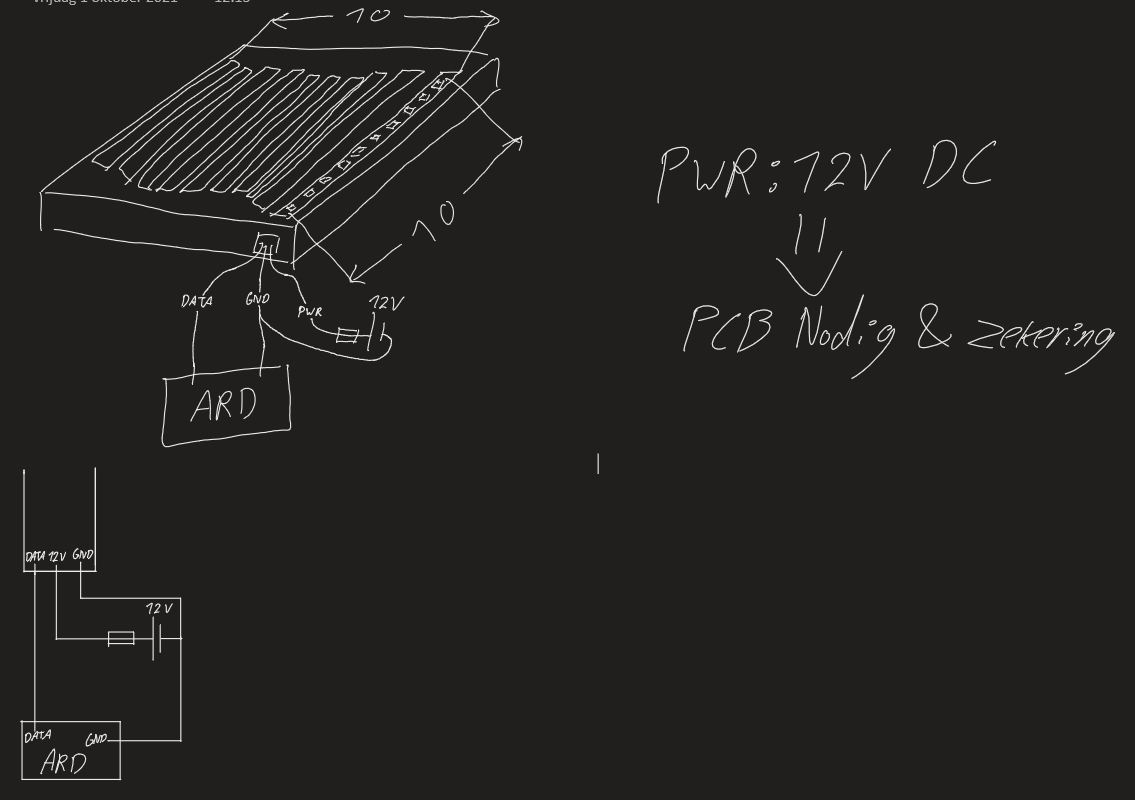 vrijdag 1 oktober 2021 12:15
10
10
DATA GND PWR 12V
ARD
PWR: 12V DC
PCB Nodig & zekering
DATA 12V GND
12V
DATA GND
ARD